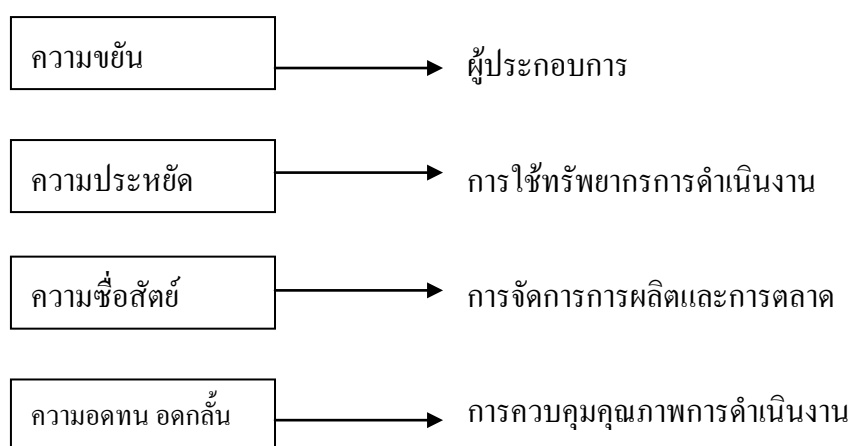 ความขยัน
ผู้ประกอบการ
ความประหยัด
การใช้ทรัพยากรการดำเนินงาน
ความซื่อสัตย์
การจัดการการผลิตและการตลาด
ความอดทน อดกลั้น
การควบคุมคุณภาพการดำเนินงาน